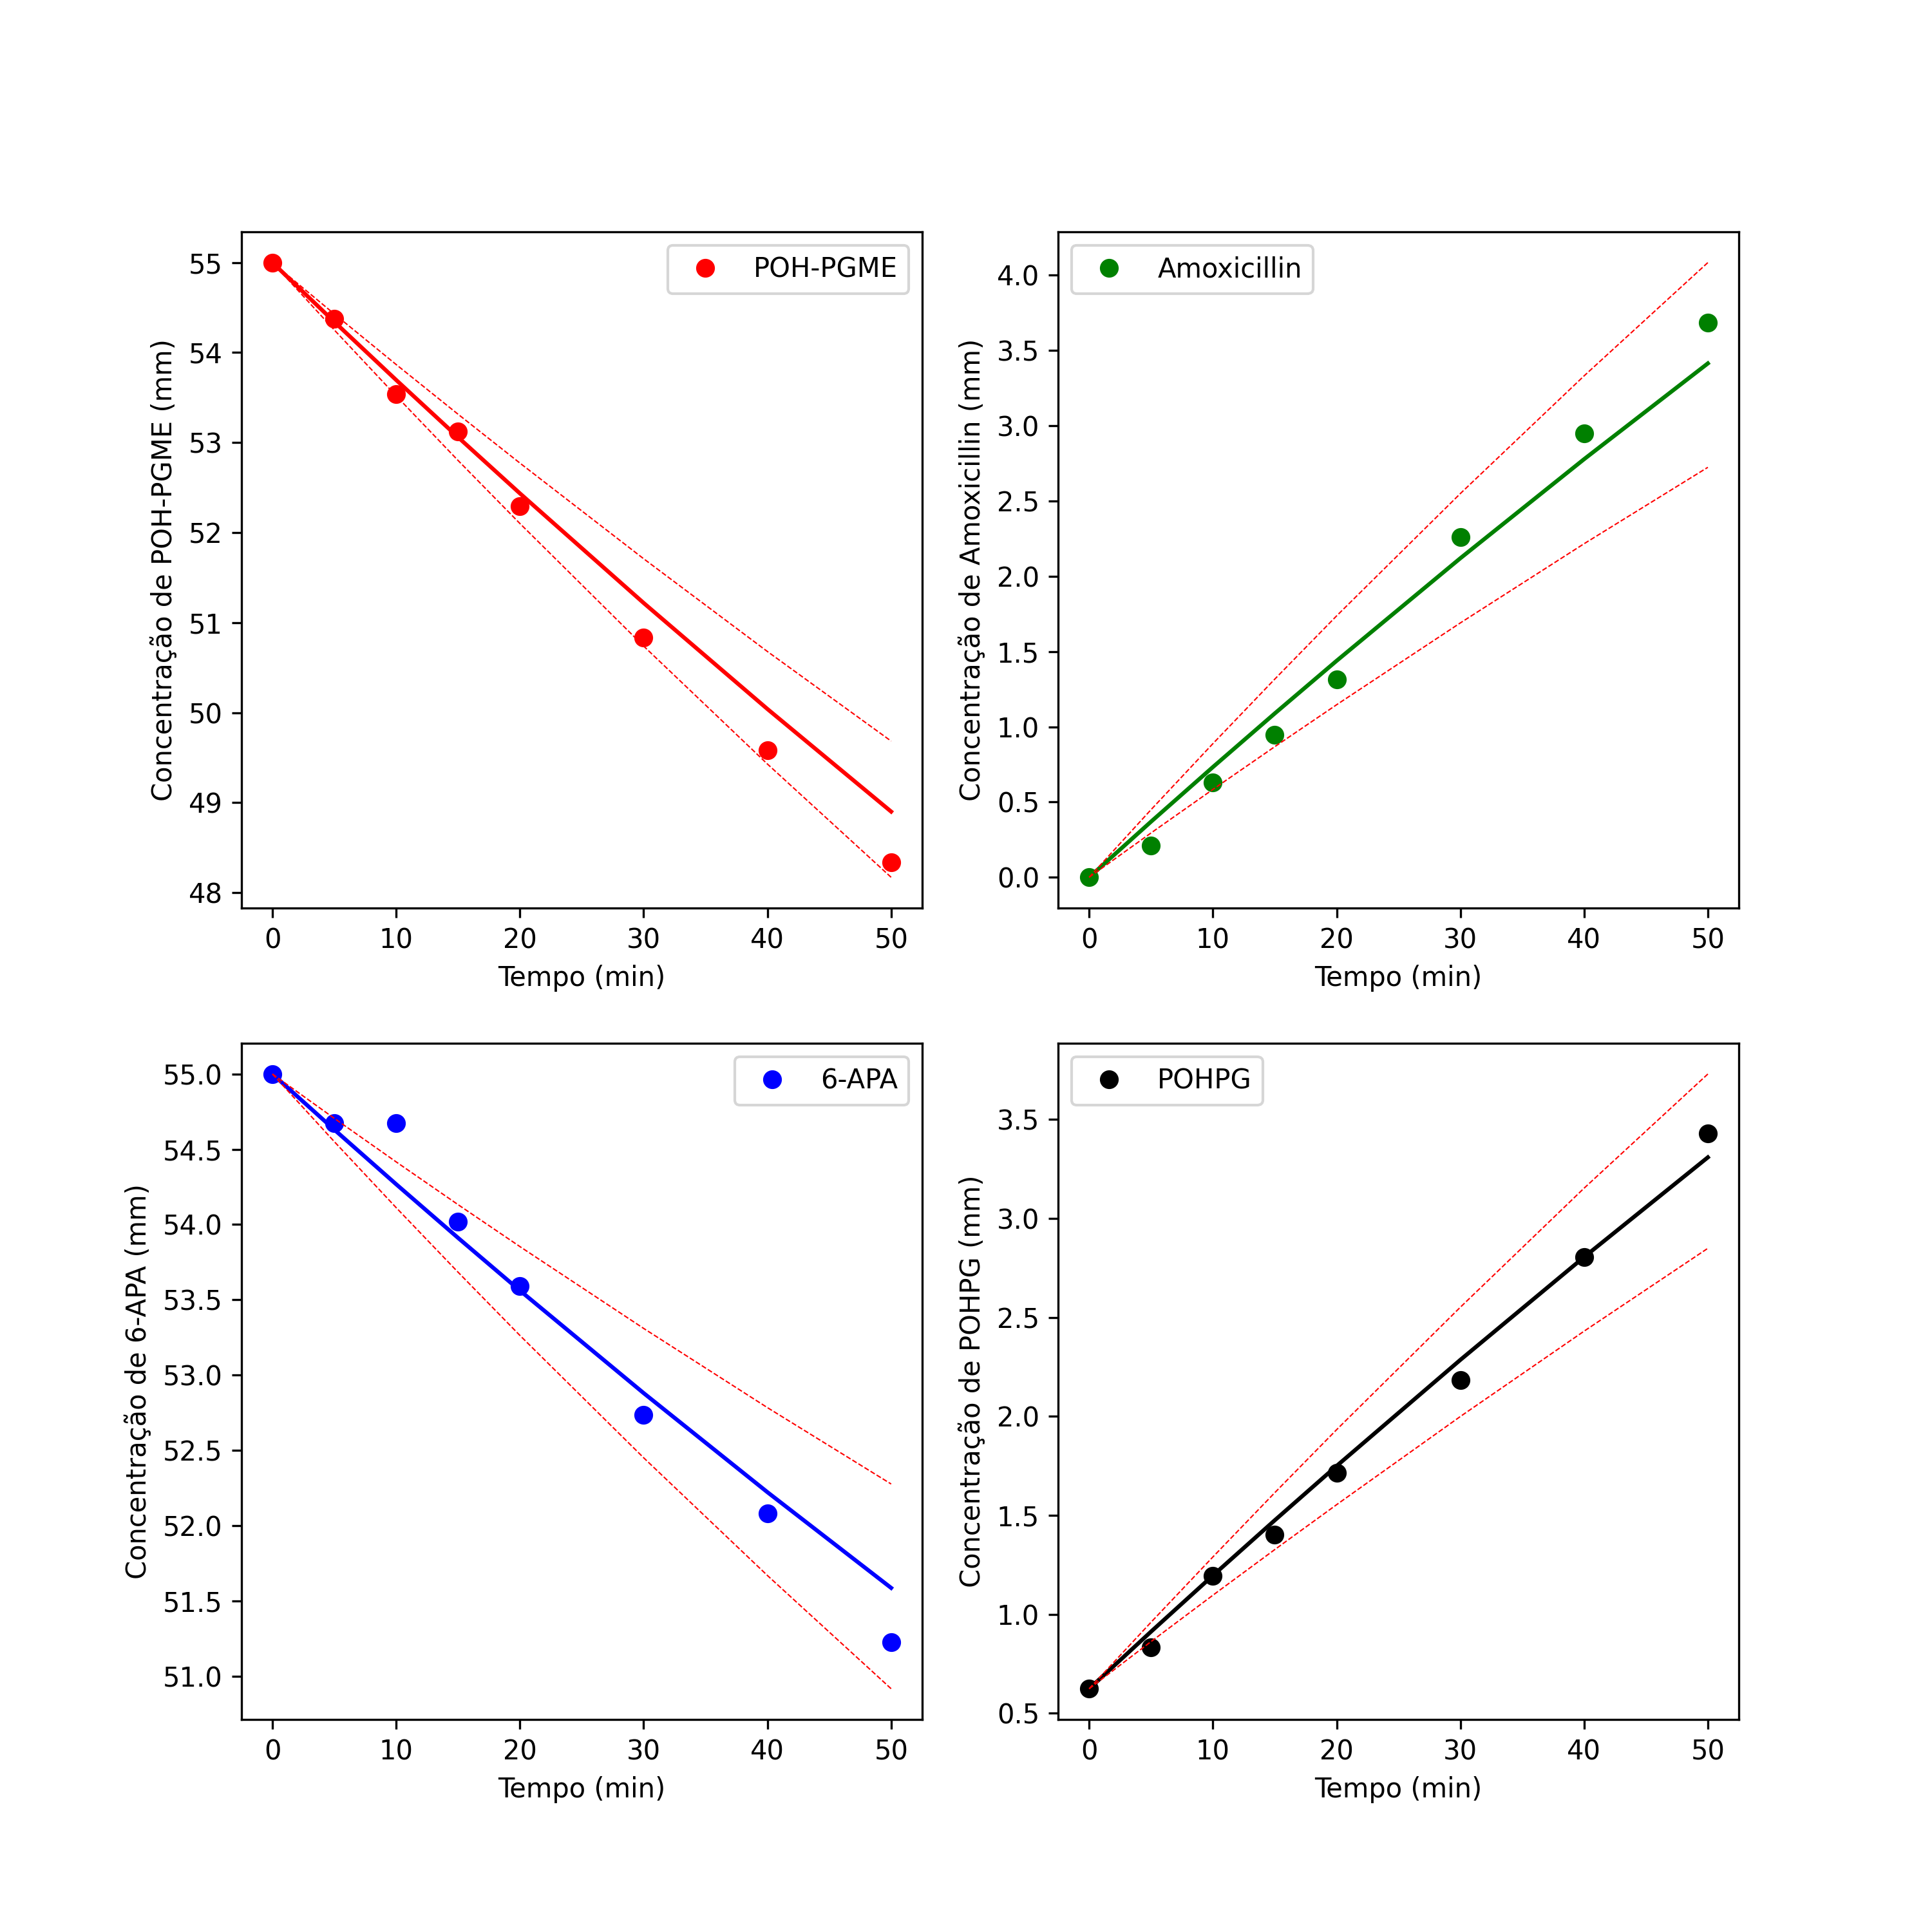 POH-PGME
Concentração de POH-PGME (mm)
55
54
53
52
51
50
49
48
0 10 20 30 40 50
Tempo (min)
Amoxicillin
Concentração de Amoxicillin (mm)
4.0
3.5
3.0
2.5
2.0
1.5
1.0
0.5
0.0
0 10 20 30 40 50
Tempo (min)
6-APA
Concentração de 6-APA (mm)
55.0
54.5
54.0
53.5
53.0
52.5
52.0
51.5
51.0
0 10 20 30 40 50
Tempo (min)
POHPG
Concentração de POHPG (mm)
3.5
3.0
2.5
2.0
1.5
1.0
0.5
0 10 20 30 40 50
Tempo (min)